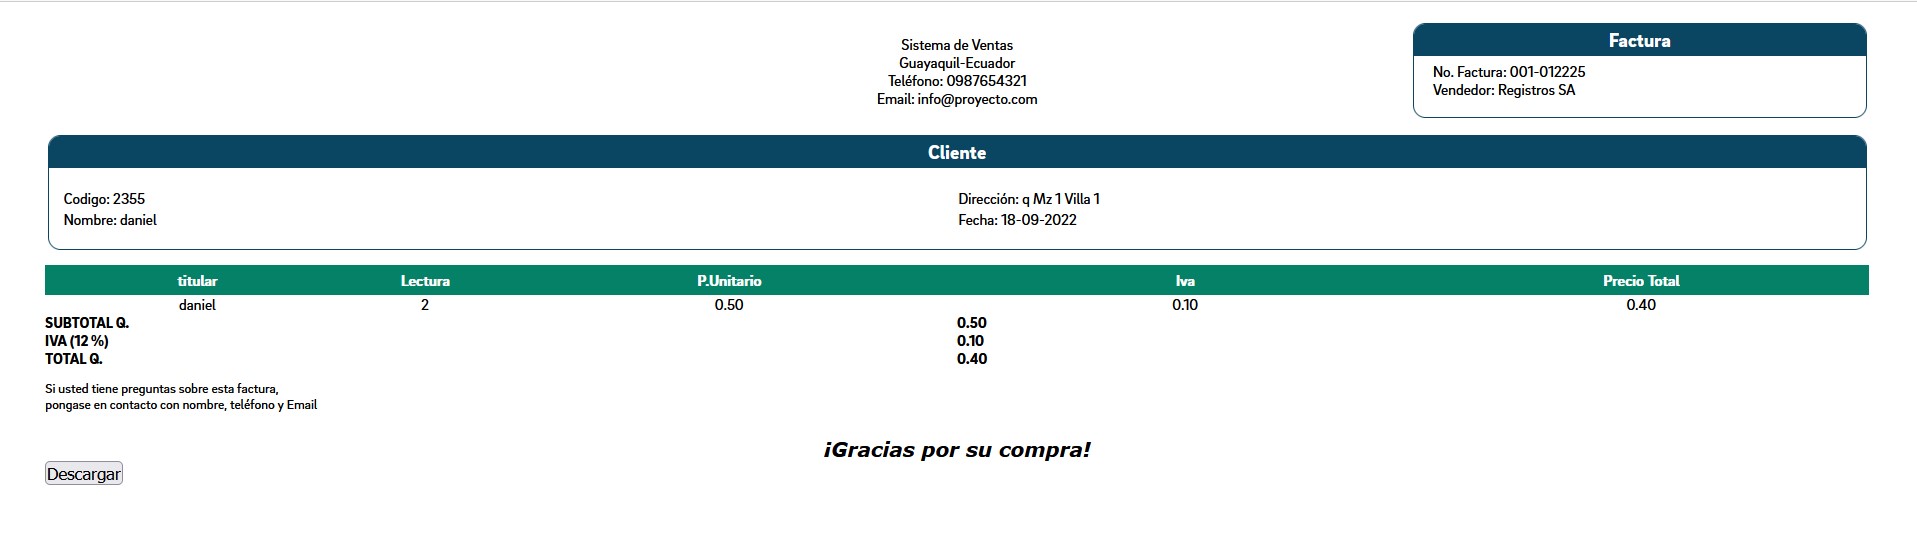 Sistema de Ventas
Guayaquil-Ecuador
Teléfono: 0987654321
Email: info@proyecto.com
Factura
No. Factura: 001-012225
Vendedor: Registros SA
Cliente
Codigo: 2355
Dirección: q Mz 1 Villa 1
Nombre: daniel
Fecha: 18-09-2022
titular Lectura P.Unitario Iva Precio Total
daniel 2 0.50 0.10 0.40
SUBTOTAL Q. 0.50
IVA (12 %) 0.10
TOTAL Q. 0.40
Si usted tiene preguntas sobre esta factura,
pongase en contacto con nombre, teléfono y Email
¡Gracias por su compra!
Descargar